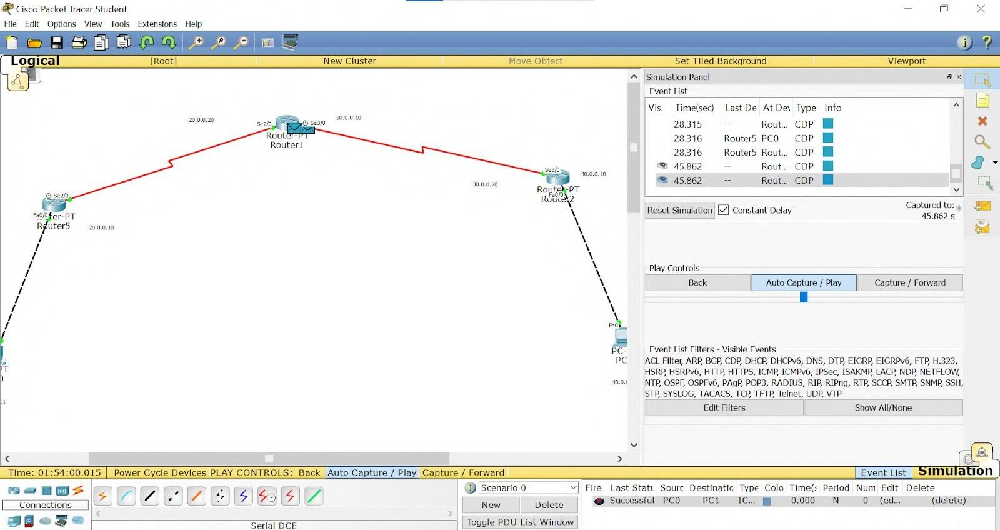 Cisco Packet Tracer Student
File Edit Options View Tools Extensions Help
Logical [Root] New Cluster Move Object Set Tiled Background Viewport
20.0.0.20
Se2/0
Se3/0
30.0.0.10
Router-PT
Router1
Se3/0
40.0.0.10
30.0.0.20
Router-PT
Fa0/0
Router2
Se2/0
Fa0/0
Router5
20.0.0.10
Fa0
PC-
PC
40.0.
.1
Simulation Panel
Event List
Vis. Time(sec) Last De At Dev Type Info
28.315 -- Rout... CDP
28.316 Router5 PC0 CDP
28.316 Router5 Rout... CDP
45.862 -- Rout... CDP
45.862 -- Rout... CDP
Reset Simulation Constant Delay Captured to: *
45.862 s
Play Controls
Back Auto Capture / Play Capture / Forward
Event List Filters - Visible Events
ACL Filter, ARP, BGP, CDP, DHCP, DHCPv6, DNS, DTP, EIGRP, EIGRPv6, FTP, H.323,
HSRP, HSRPv6, HTTP, HTTPS, ICMP, ICMPv6, IPSec, ISAKMP, LACP, NDP, NETFLOW,
NTP, OSPF, OSPFv6, PAgP, POP3, RADIUS, RIP, RIPng, RTP, SCCP, SMTP, SNMP, SSH,
STP, SYSLOG, TACACS, TCP, TFTP, Telnet, UDP, VTP
Edit Filters Show All/None
Time: 01:54:00.015 Power Cycle Devices PLAY CONTROLS: Back Auto Capture / Play Capture / Forward Event List Simulation
Connections
Serial DCE
Scenario 0
New Delete
Toggle PDU List Window
Fire Last Statu Sourc Destinatic Type Colo Time(s Period Num Edit Delete
Successful PC0 PC1 IC... 0.000 N 0 (ed... (delete)